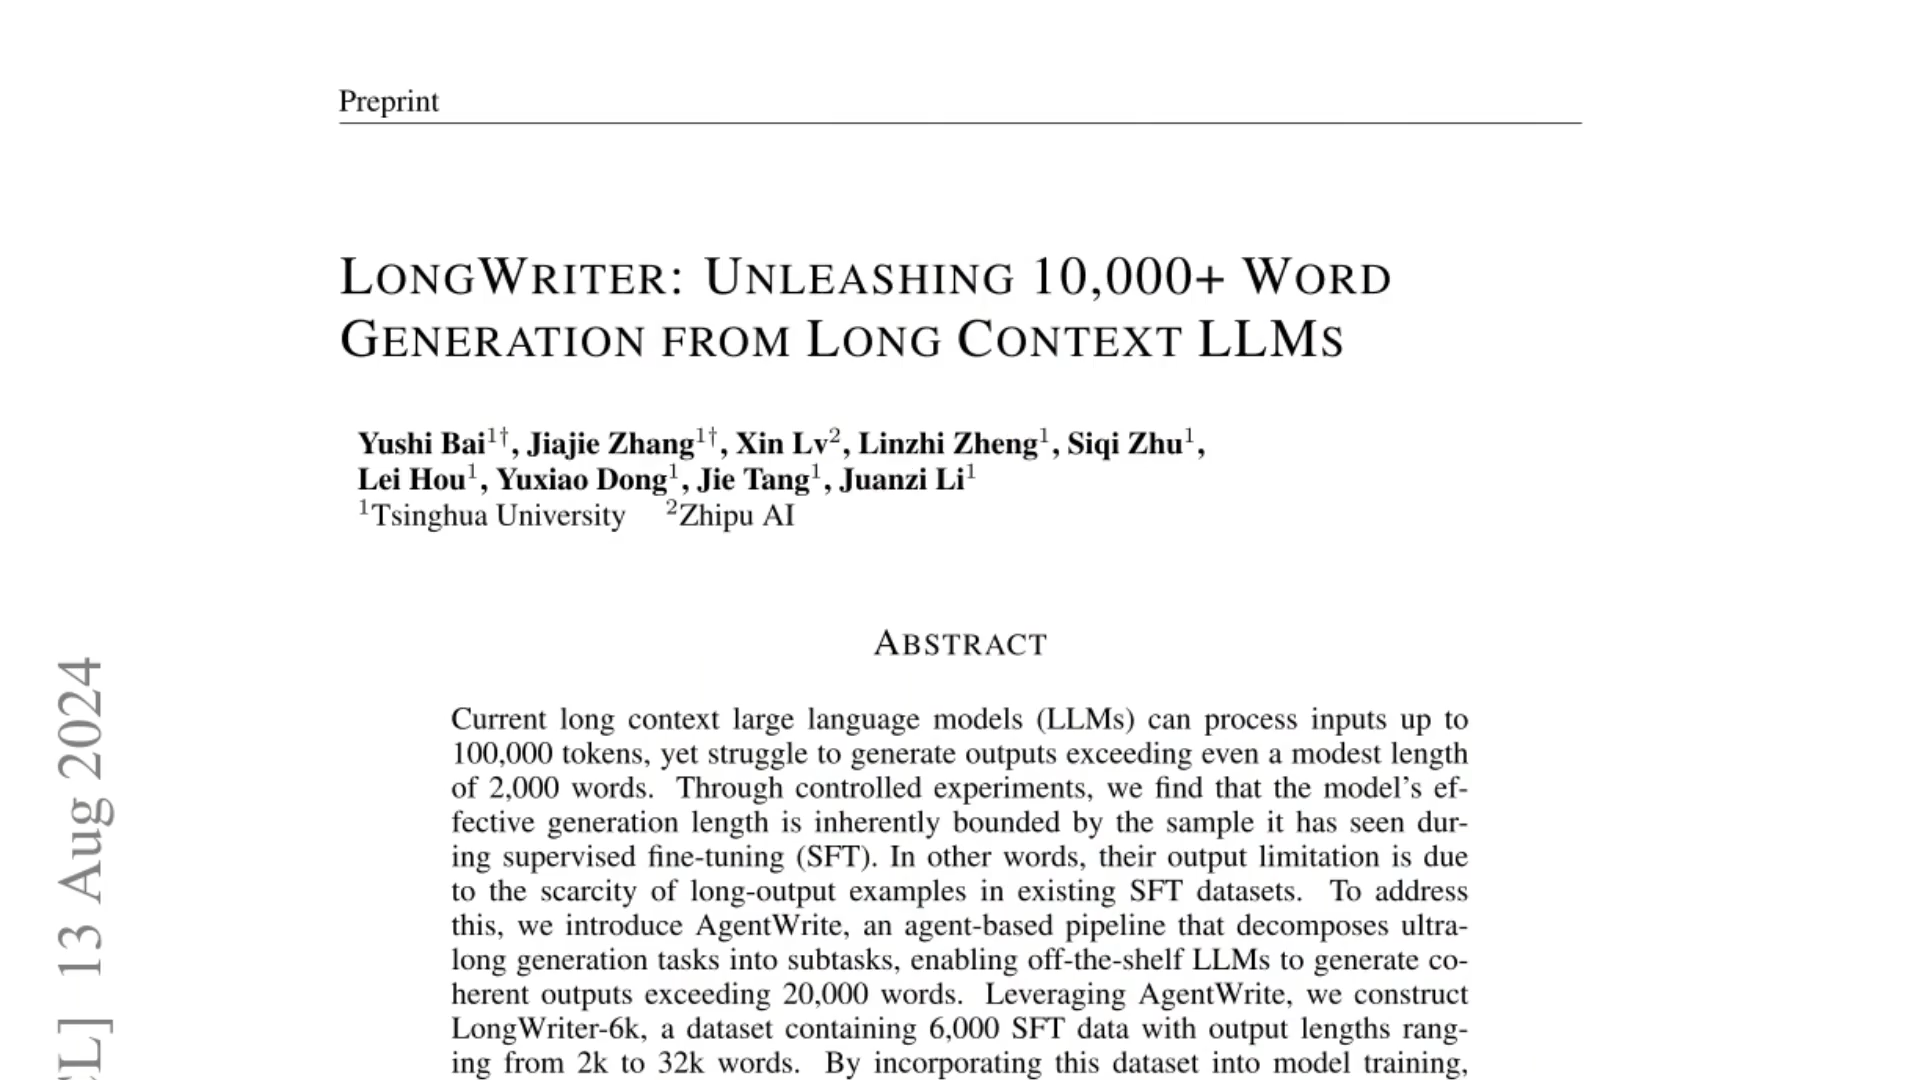 Preprint
LONGWRITER: UNLEASHING 10,000+ WORD
GENERATION FROM LONG CONTEXT LLMS
Yushi Bai1†, Jiajie Zhang1†, Xin Lv2, Linzhi Zheng1, Siqi Zhu1,
Lei Hou1, Yuxiao Dong1, Jie Tang1, Juanzi Li1
1Tsinghua University 2Zhipu AI
ABSTRACT
Current long context large language models (LLMs) can process inputs up to
100,000 tokens, yet struggle to generate outputs exceeding even a modest length
of 2,000 words. Through controlled experiments, we find that the model's ef-
fective generation length is inherently bounded by the sample it has seen dur-
ing supervised fine-tuning (SFT). In other words, their output limitation is due
to the scarcity of long-output examples in existing SFT datasets. To address
this, we introduce AgentWrite, an agent-based pipeline that decomposes ultra-
long generation tasks into subtasks, enabling off-the-shelf LLMs to generate co-
herent outputs exceeding 20,000 words. Leveraging AgentWrite, we construct
LongWriter-6k, a dataset containing 6,000 SFT data with output lengths rang-
ing from 2k to 32k words. By incorporating this dataset into model training,
CL] 13 Aug 2024